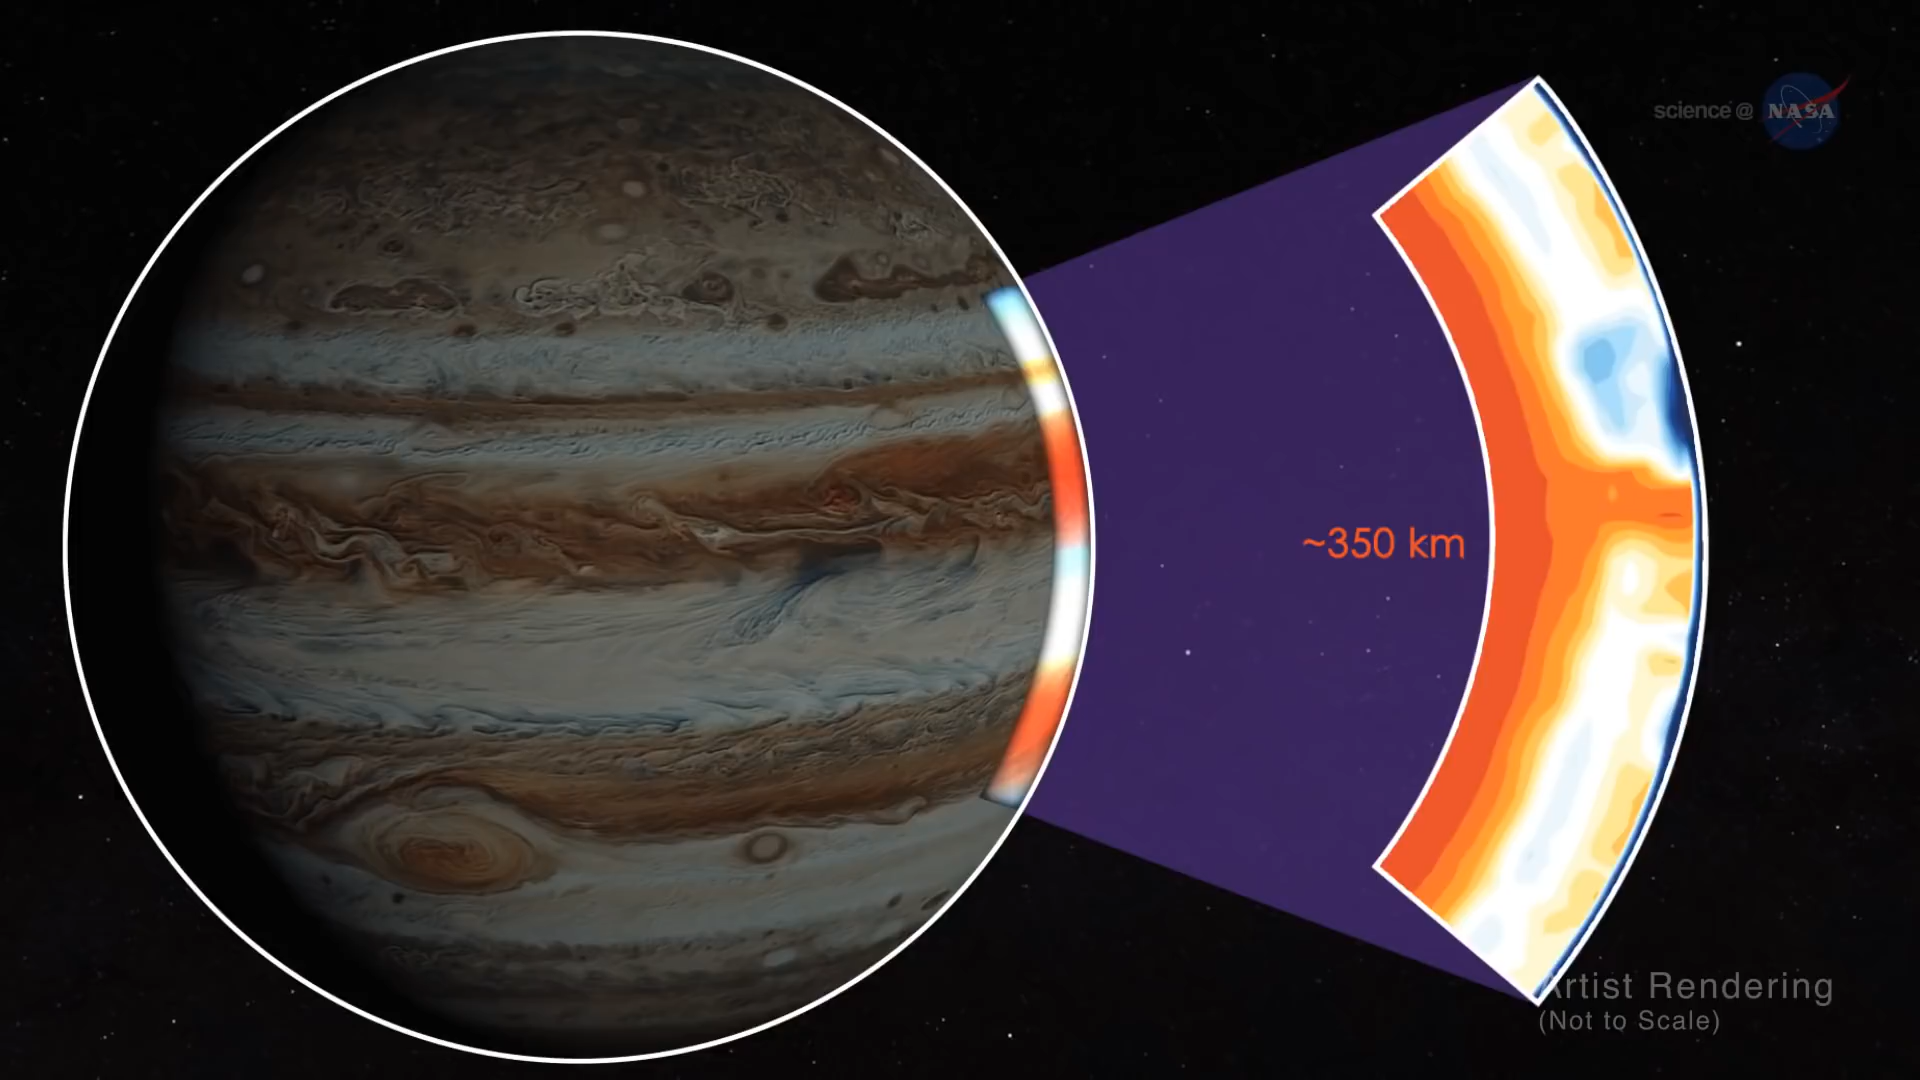 science @ NASA
~350 km
Artist Rendering
(Not to Scale)